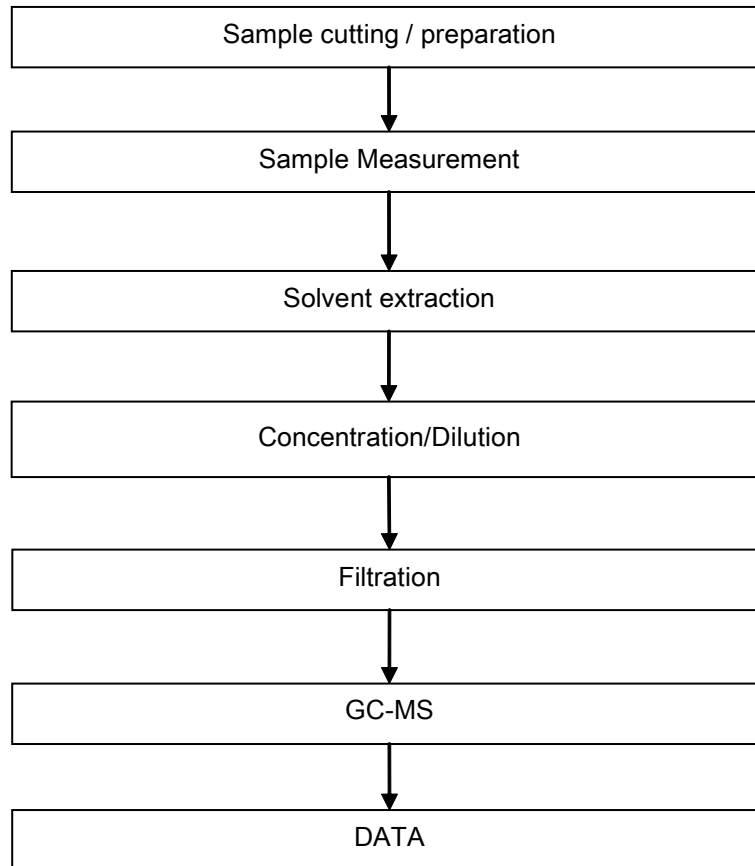 Sample cutting / preparation
Sample Measurement
Solvent extraction
Concentration/Dilution
Filtration
GC-MS
DATA